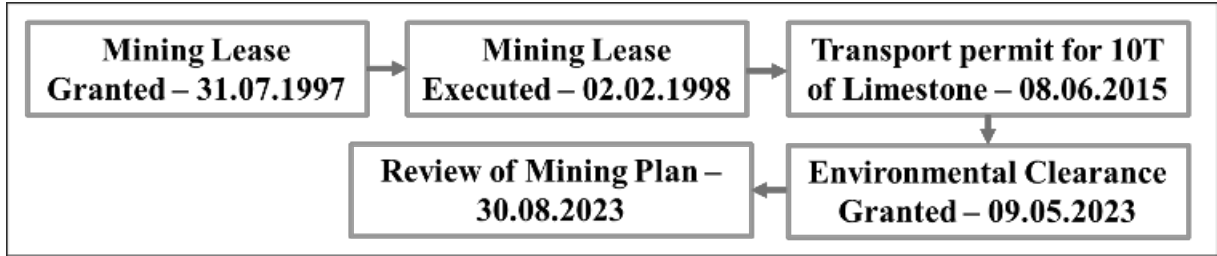 Mining Lease
Granted – 31.07.1997
Mining Lease
Executed – 02.02.1998
Transport permit for 10T
of Limestone – 08.06.2015
Environmental Clearance
Granted – 09.05.2023
Review of Mining Plan –
30.08.2023